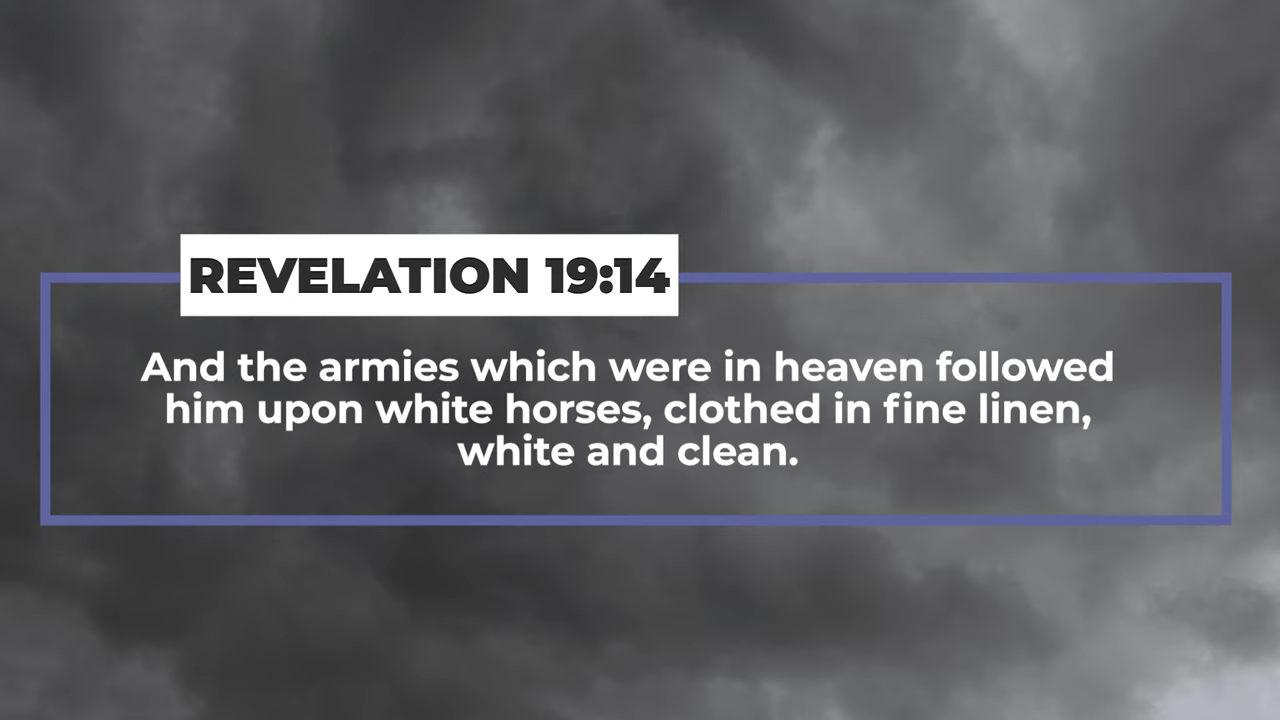 REVELATION 19:14
And the armies which were in heaven followed
him upon white horses, clothed in fine linen,
white and clean.